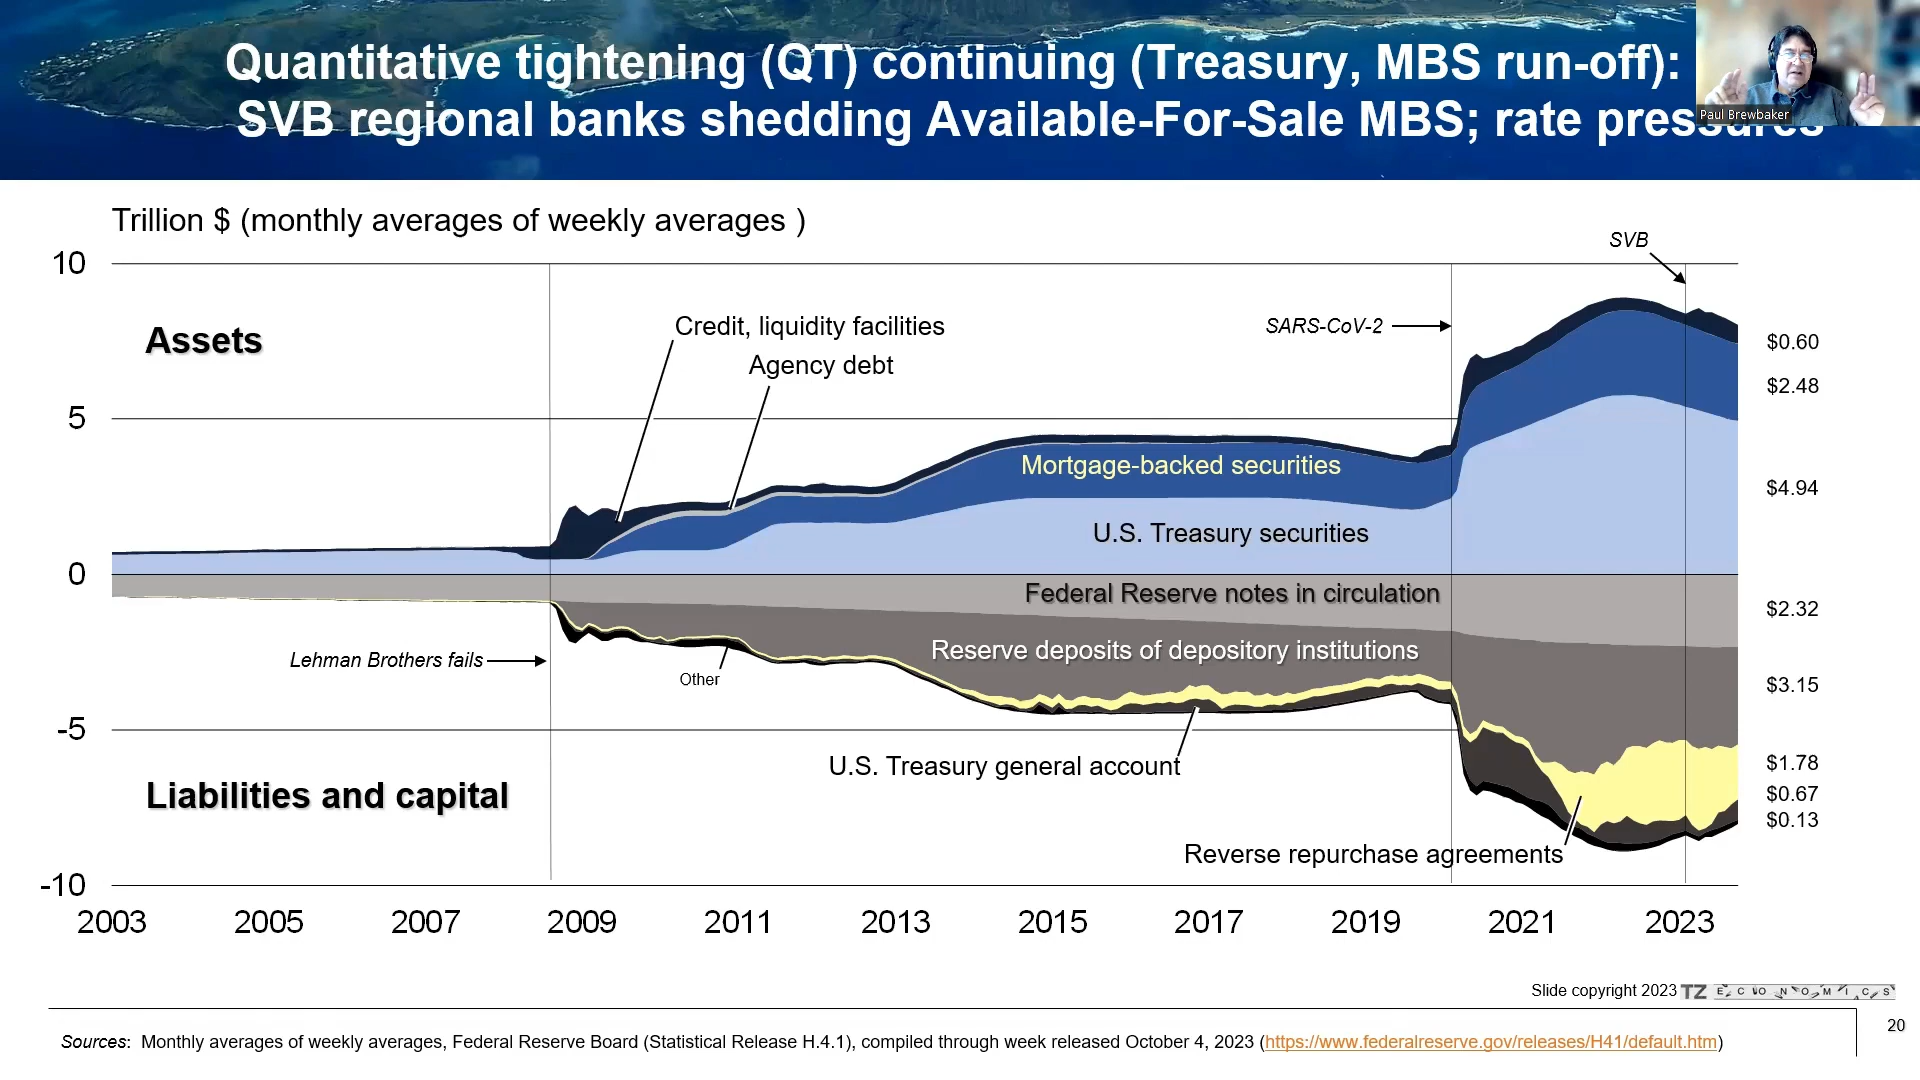 Quantitative tightening (QT) continuing (Treasury, MBS run-off):
SVB regional banks shedding Available-For-Sale MBS; rate pressures
Paul Brewbaker
Trillion $ (monthly averages of weekly averages )
SVB
10
Assets
Credit, liquidity facilities
Agency debt
SARS-CoV-2
$0.60
$2.48
5
Mortgage-backed securities
$4.94
U.S. Treasury securities
0
Federal Reserve notes in circulation
$2.32
Reserve deposits of depository institutions
Lehman Brothers fails
Other
$3.15
-5
U.S. Treasury general account
$1.78
Liabilities and capital
$0.67
$0.13
Reverse repurchase agreements
-10
2003 2005 2007 2009 2011 2013 2015 2017 2019 2021 2023
Slide copyright 2023 TZ ECONOMICS
20
Sources: Monthly averages of weekly averages, Federal Reserve Board (Statistical Release H.4.1), compiled through week released October 4, 2023 (https://www.federalreserve.gov/releases/H41/default.htm)